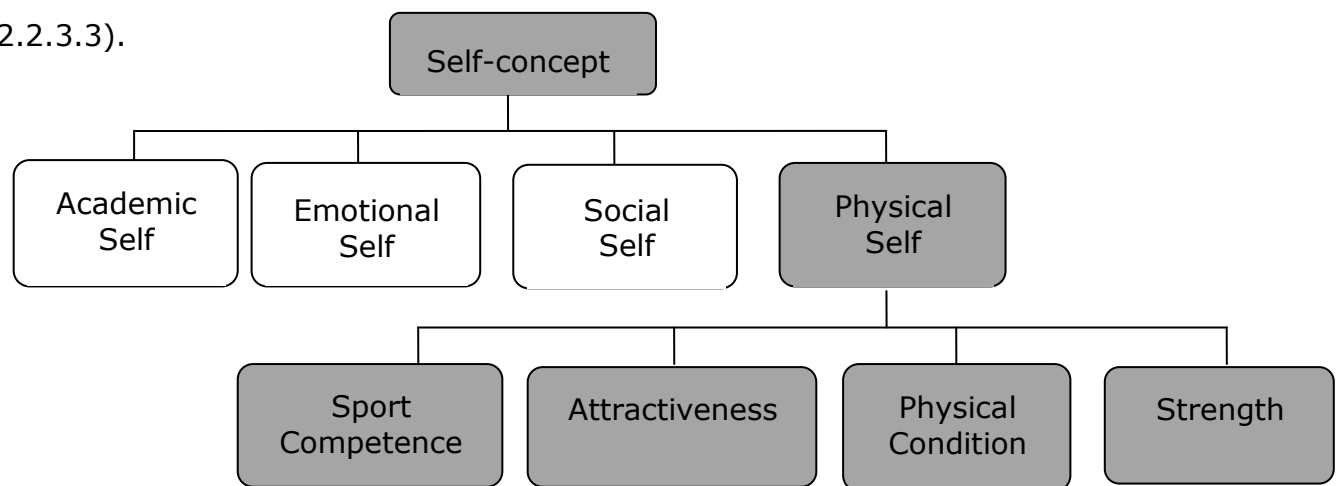 2.2.3.3).
Self-concept
Academic
Self
Emotional
Self
Social
Self
Physical
Self
Sport
Competence
Attractiveness
Physical
Condition
Strength